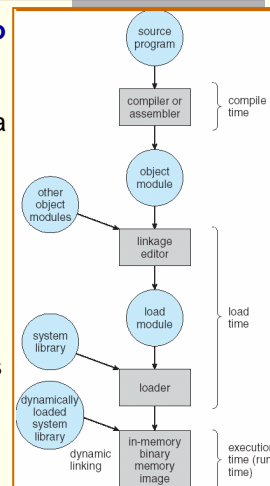 source
program
compiler or
assembler
compile
time
object
module
other
object
modules
linkage
editor
load
module
load
time
system
library
loader
dynamically
loaded
system
library
dynamic
linking
in-memory
binary
memory
image
execution
time (run
time)